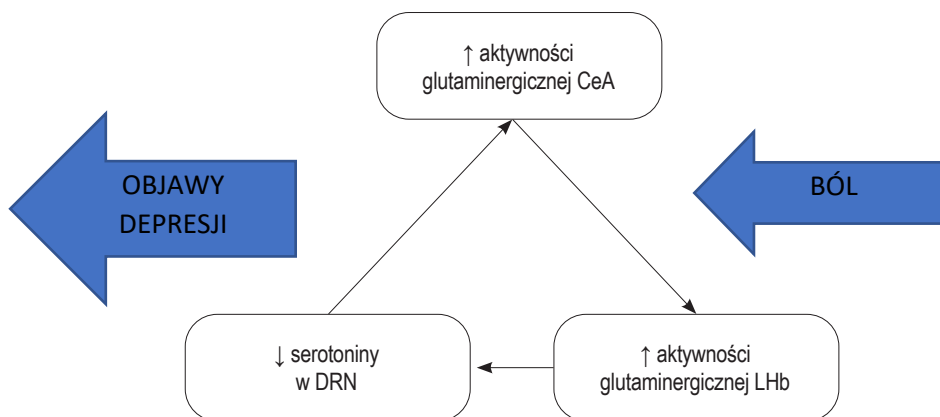 ↑ aktywności
glutaminergicznej CeA
OBJAWY
DEPRESJI
BÓL
↓ serotoniny
w DRN
↑ aktywności
glutaminergicznej LHb